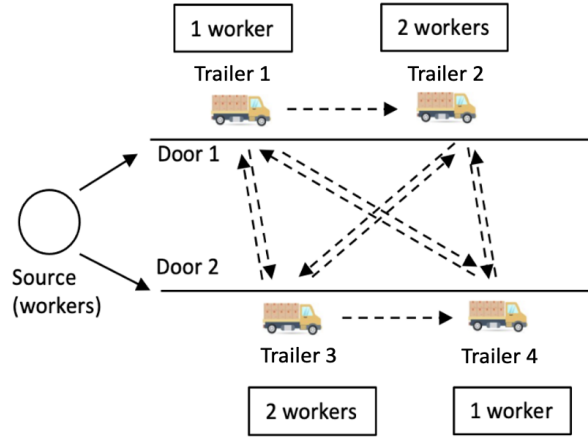 1 worker
2 workers
Trailer 1
Trailer 2
Door 1
Source
(workers)
Door 2
Trailer 3
Trailer 4
2 workers
1 worker